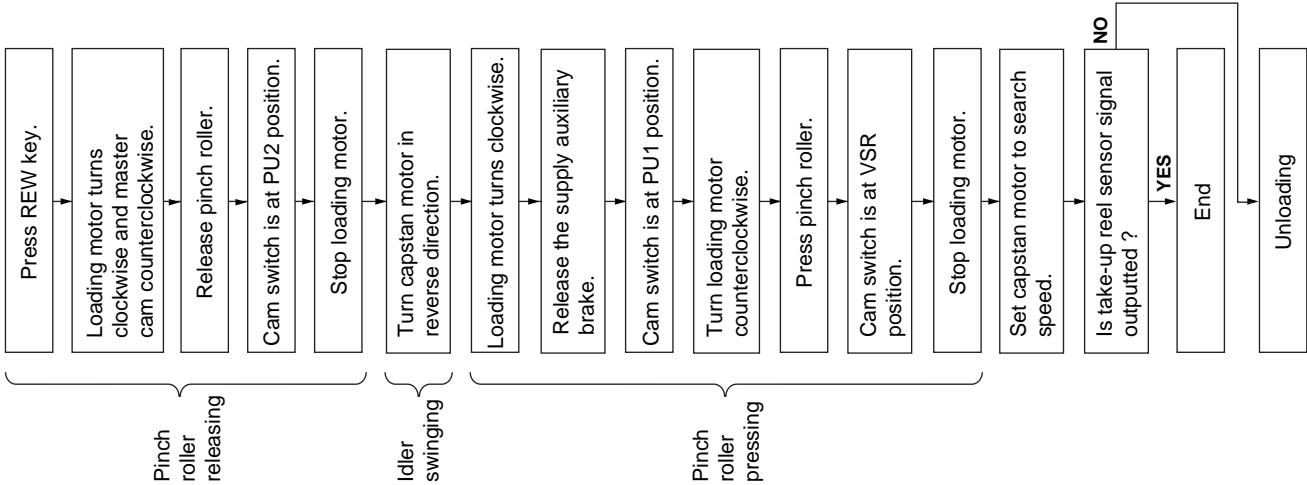 Press REW key.
Loading motor turns
clockwise and master
cam counterclockwise.
Release pinch roller.
Cam switch is at PU2 position.
Stop loading motor.
Pinch
roller
releasing
Turn capstan motor in
reverse direction.
Idler
swinging
Loading motor turns clockwise.
Release the supply auxiliary
brake.
Cam switch is at PU1 position.
Turn loading motor
counterclockwise.
Press pinch roller.
Cam switch is at VSR
position.
Stop loading motor.
Pinch
roller
pressing
Set capstan motor to search
speed.
Is take-up reel sensor signal
outputted ?
NO
YES
End
Unloading